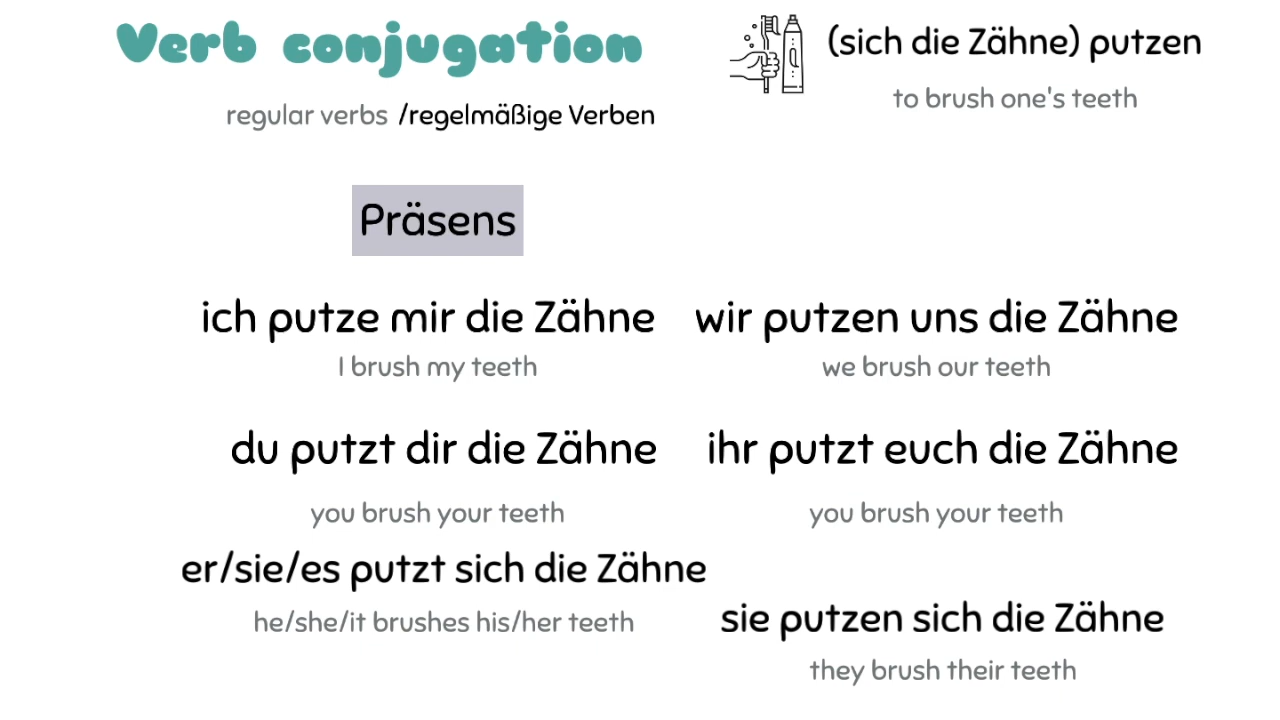 Verb conjugation
regular verbs /regelmäßige Verben
(sich die Zähne) putzen
to brush one's teeth
Präsens
ich putze mir die Zähne
I brush my teeth
du putzt dir die Zähne
you brush your teeth
er/sie/es putzt sich die Zähne
he/she/it brushes his/her teeth
wir putzen uns die Zähne
we brush our teeth
ihr putzt euch die Zähne
you brush your teeth
sie putzen sich die Zähne
they brush their teeth